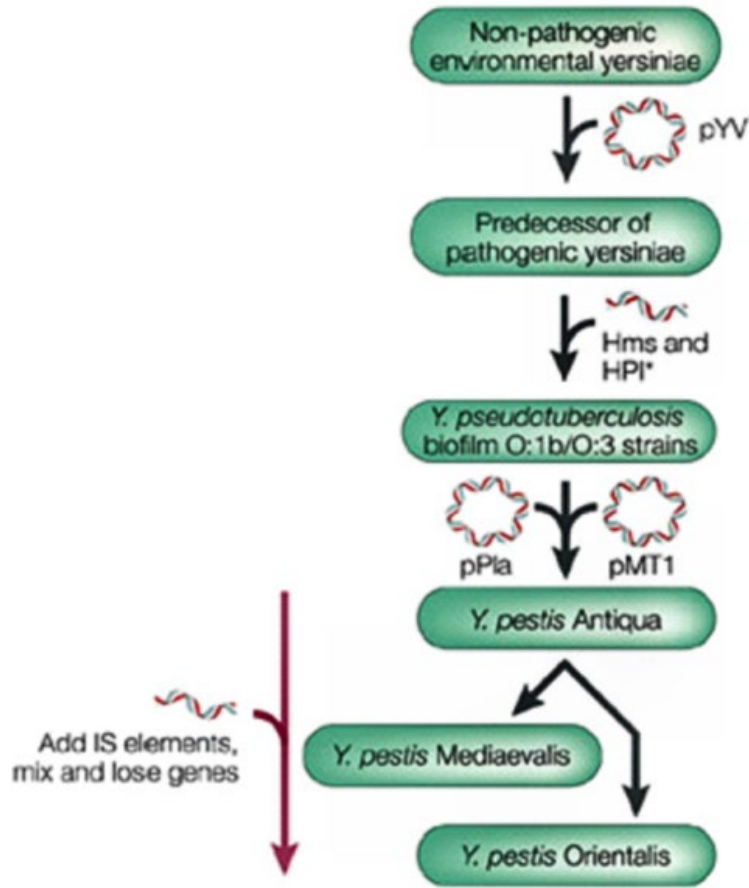 Non-pathogenic
environmental yersiniae
pYV
Predecessor of
pathogenic yersiniae
Hms and
HPI*
Y. pseudotuberculosis
biofilm O:1b/O:3 strains
pPla
pMT1
Y. pestis Antiqua
Add IS elements,
mix and lose genes
Y. pestis Mediaevalis
Y. pestis Orientalis